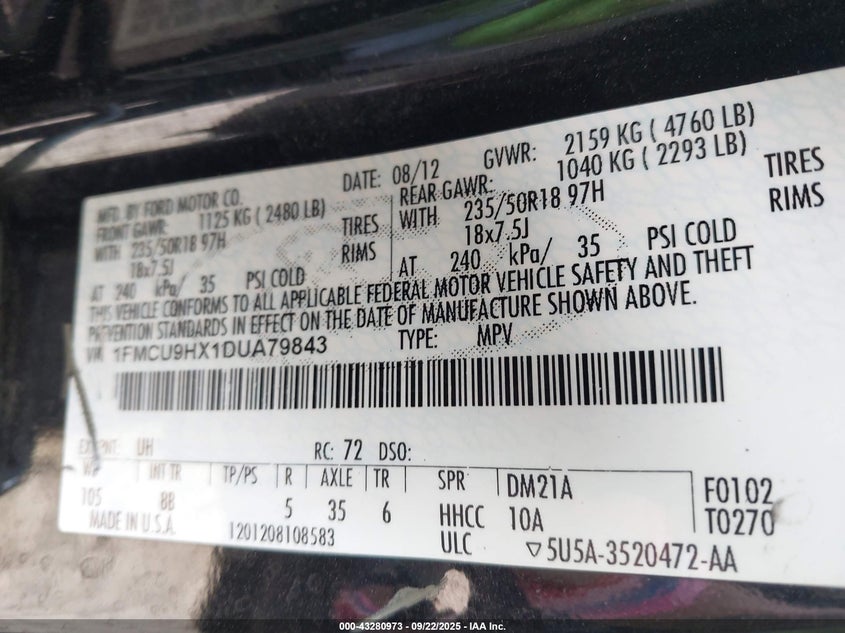 MFD. BY FORD MOTOR CO.
DATE: 08/12
GVWR: 2159 KG ( 4760 LB)
FRONT GAWR: 1125 KG ( 2480 LB)
REAR GAWR: 1040 KG ( 2293 LB)
WITH 235/50R18 97H TIRES
WITH 235/50R18 97H TIRES
18x7.5J RIMS
18x7.5J RIMS
AT 240 kPa/ 35 PSI COLD
AT 240 kPa/ 35 PSI COLD
THIS VEHICLE CONFORMS TO ALL APPLICABLE FEDERAL MOTOR VEHICLE SAFETY AND THEFT
PREVENTION STANDARDS IN EFFECT ON THE DATE OF MANUFACTURE SHOWN ABOVE.
VIN 1FMCU9HX1DUA79843
TYPE: MPV
EXT PNT: UH RC: 72 DSO:
WB INT TR TP/PS R AXLE TR SPR DM21A F0102
105 8B 5 35 6 HHCC 10A T0270
MADE IN U.S.A. 1201208108583 ULC ▽5U5A-3520472-AA
000-43280973 - 09/22/2025 - IAA Inc.